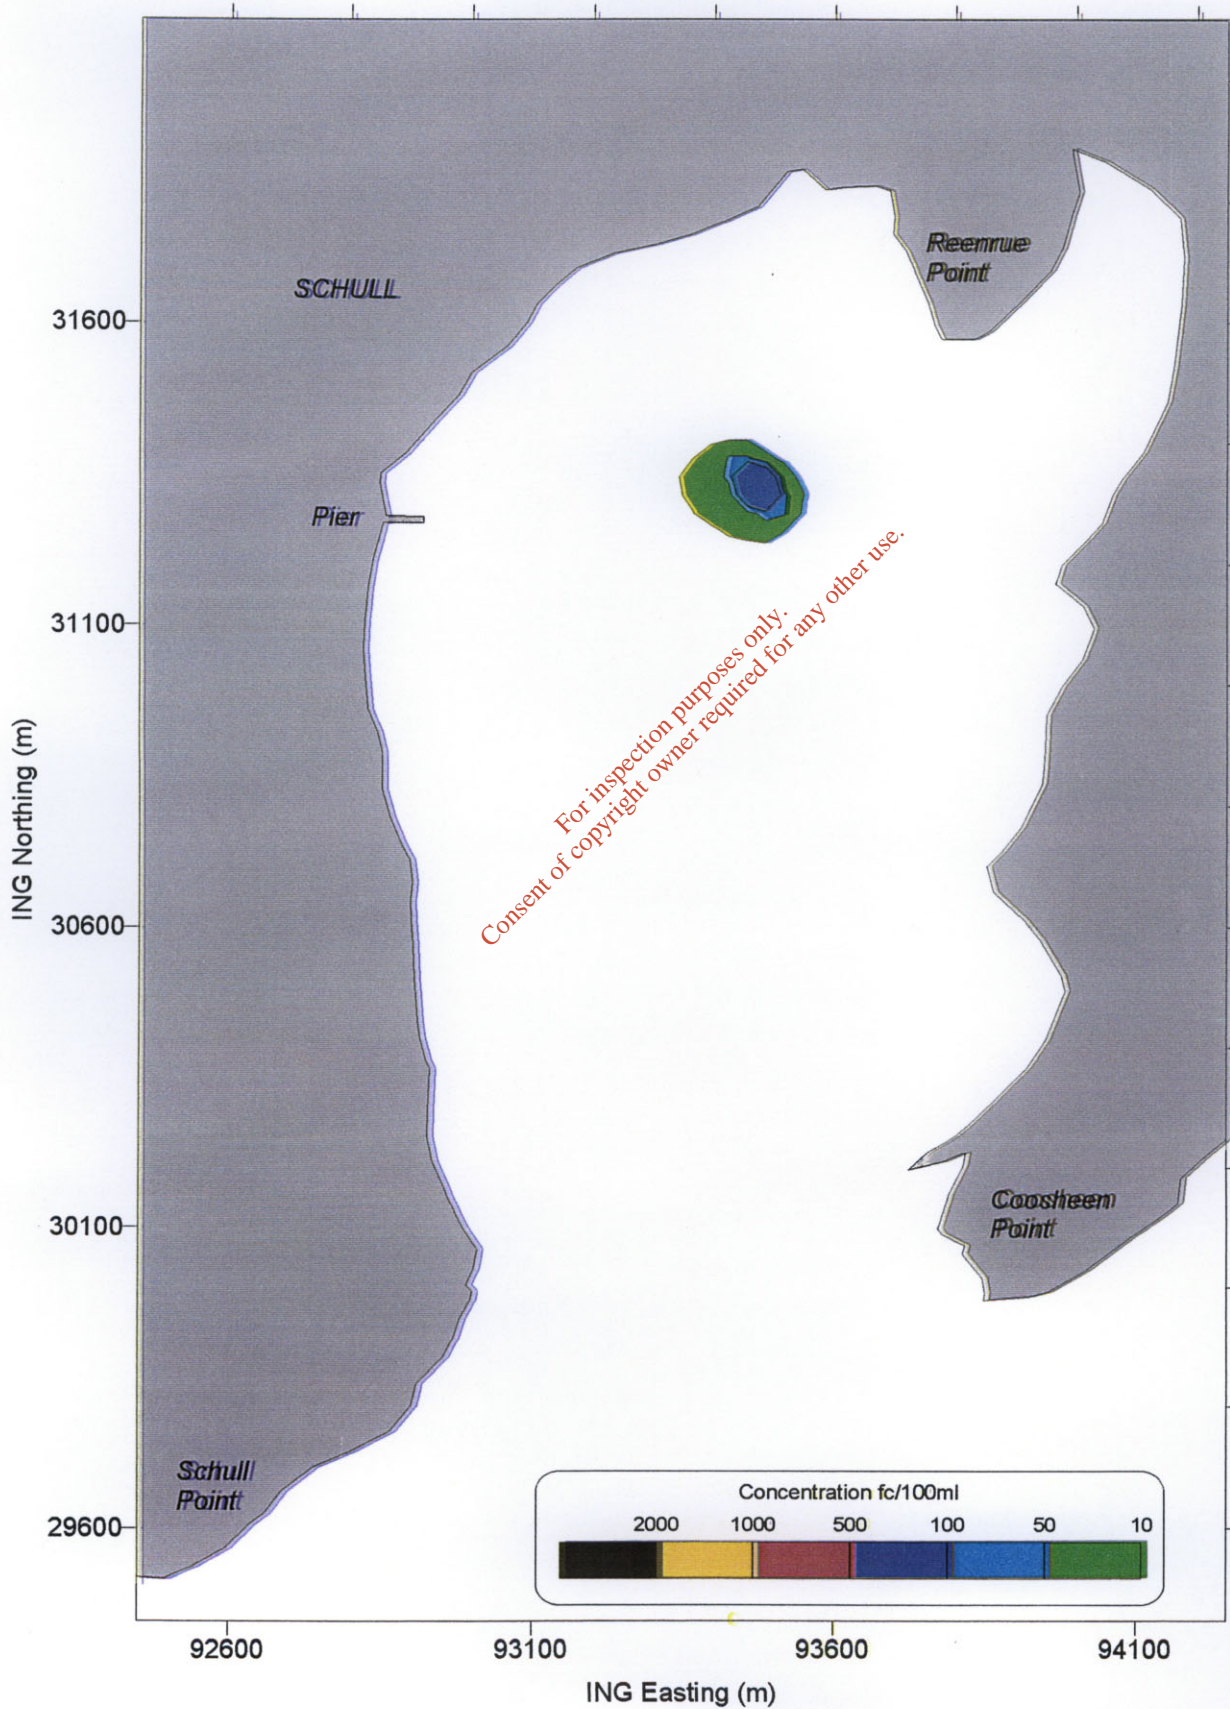 Reenrue
Point
SCHULL
31600
Pier
31100
For inspection purposes only.
Consent of copyright owner required for any other use.
ING Northing (m)
30600
30100
Coosheen
Point
Schull
Point
29600
Concentration fc/100ml
2000 1000 500 100 50 10
92600 93100 93600 94100
ING Easting (m)